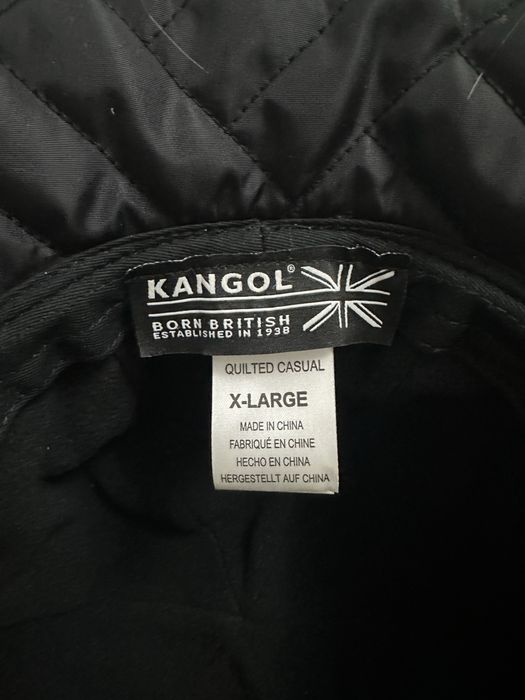 KANGOL®
BORN BRITISH
ESTABLISHED IN 1938
QUILTED CASUAL
X-LARGE
MADE IN CHINA
FABRIQUÉ EN CHINE
HECHO EN CHINA
HERGESTELLT AUF CHINA